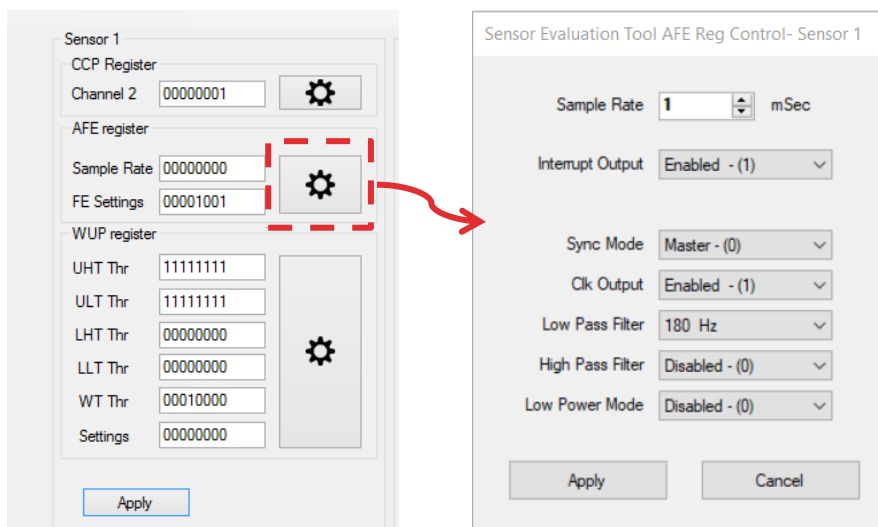 Sensor 1
CCP Register
Channel 2 00000001
AFE register
Sample Rate 00000000
FE Settings 00001001
WUP register
UHT Thr 11111111
ULT Thr 11111111
LHT Thr 00000000
LLT Thr 00000000
WT Thr 00010000
Settings 00000000
Apply
Sensor Evaluation Tool AFE Reg Control- Sensor 1
Sample Rate 1 mSec
Interrupt Output Enabled - (1)
Sync Mode Master - (0)
Clk Output Enabled - (1)
Low Pass Filter 180 Hz
High Pass Filter Disabled - (0)
Low Power Mode Disabled - (0)
Apply Cancel